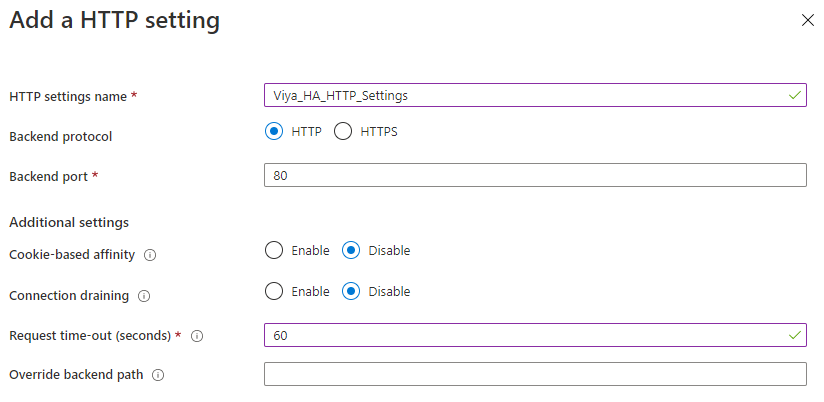 Add a HTTP setting
HTTP settings name *
Viya_HA_HTTP_Settings
Backend protocol
HTTP HTTPS
Backend port *
80
Additional settings
Cookie-based affinity
Enable Disable
Connection draining
Enable Disable
Request time-out (seconds) *
60
Override backend path